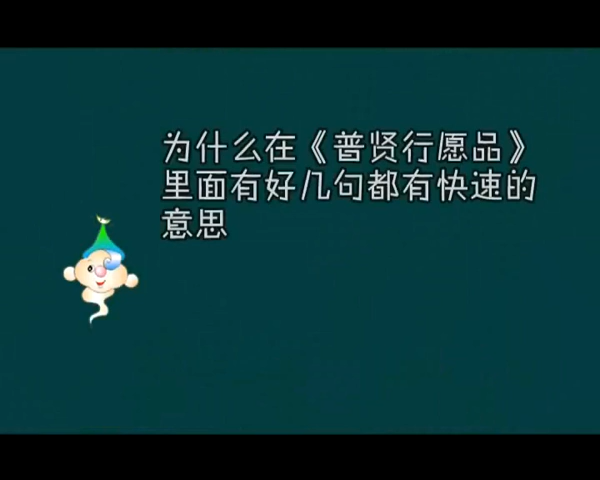 为什么在《普贤行愿品》
里面有好几句都有快速的
意思